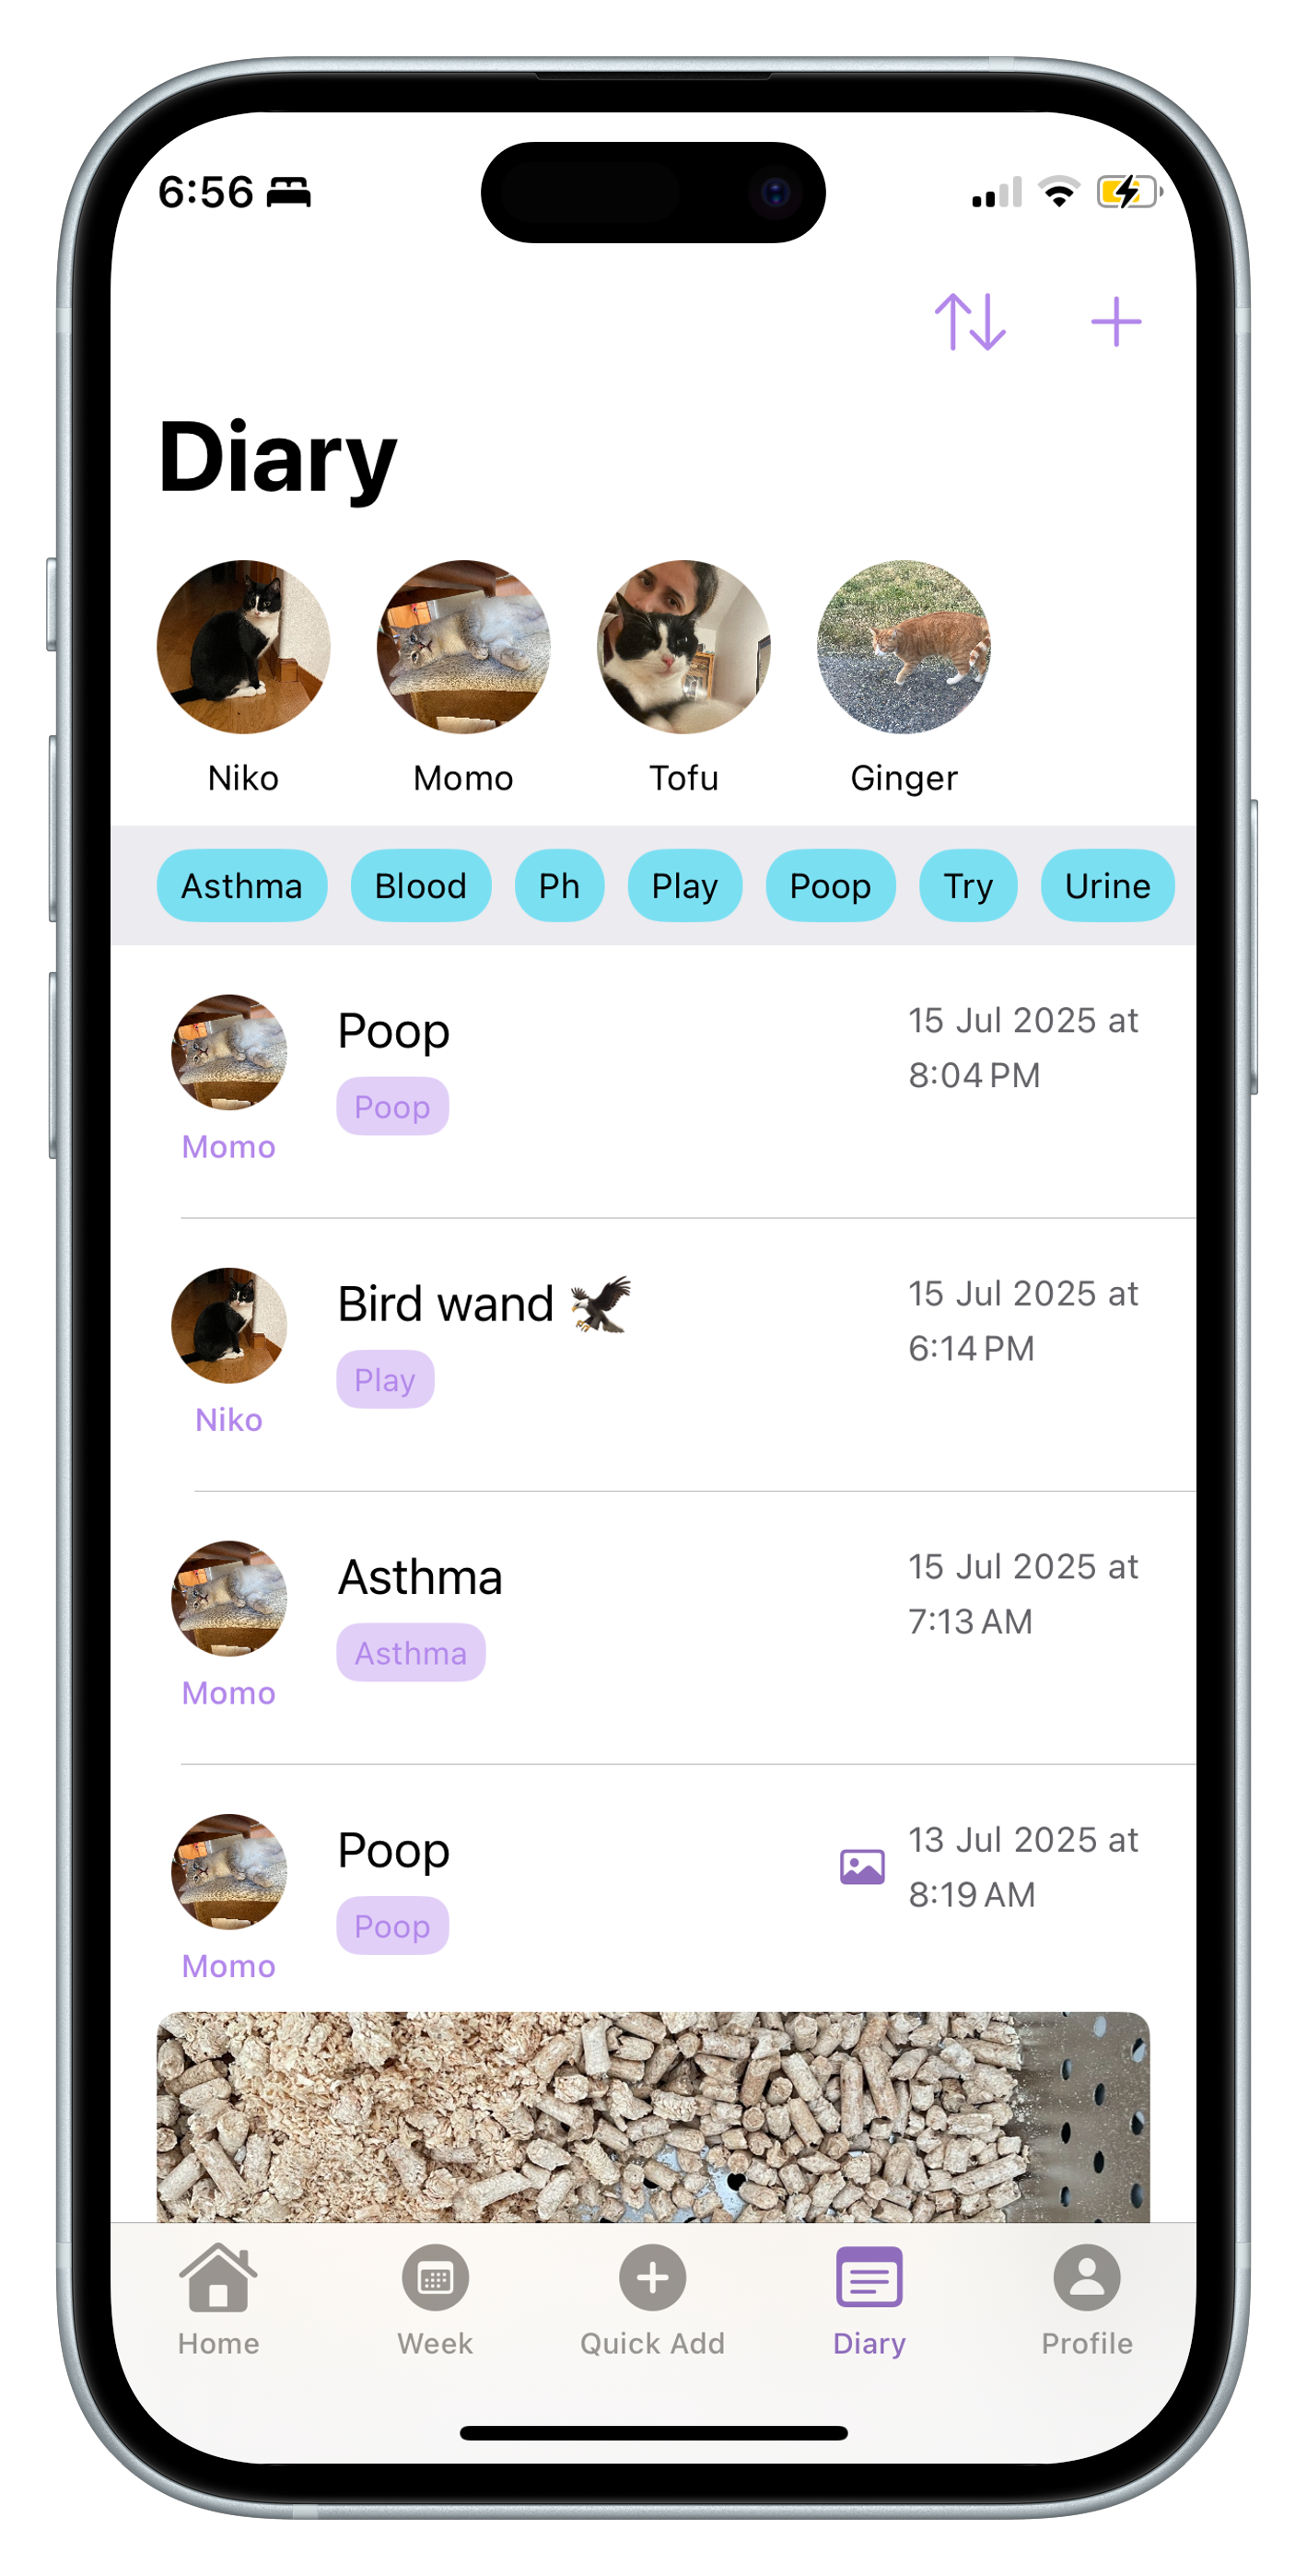 6:56
Diary
Niko Momo Tofu Ginger
Asthma Blood Ph Play Poop Try Urine
Poop 15 Jul 2025 at
8:04 PM
Poop
Momo
Bird wand 🦅 15 Jul 2025 at
6:14 PM
Play
Niko
Asthma 15 Jul 2025 at
7:13 AM
Asthma
Momo
Poop 13 Jul 2025 at
8:19 AM
Poop
Momo
Home Week Quick Add Diary Profile